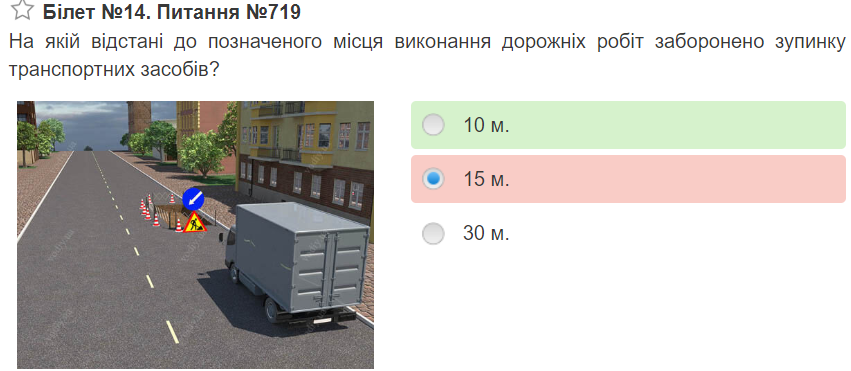 Білет №14. Питання №719
На якій відстані до позначеного місця виконання дорожніх робіт заборонено зупинку
транспортних засобів?
10 м.
15 м.
30 м.